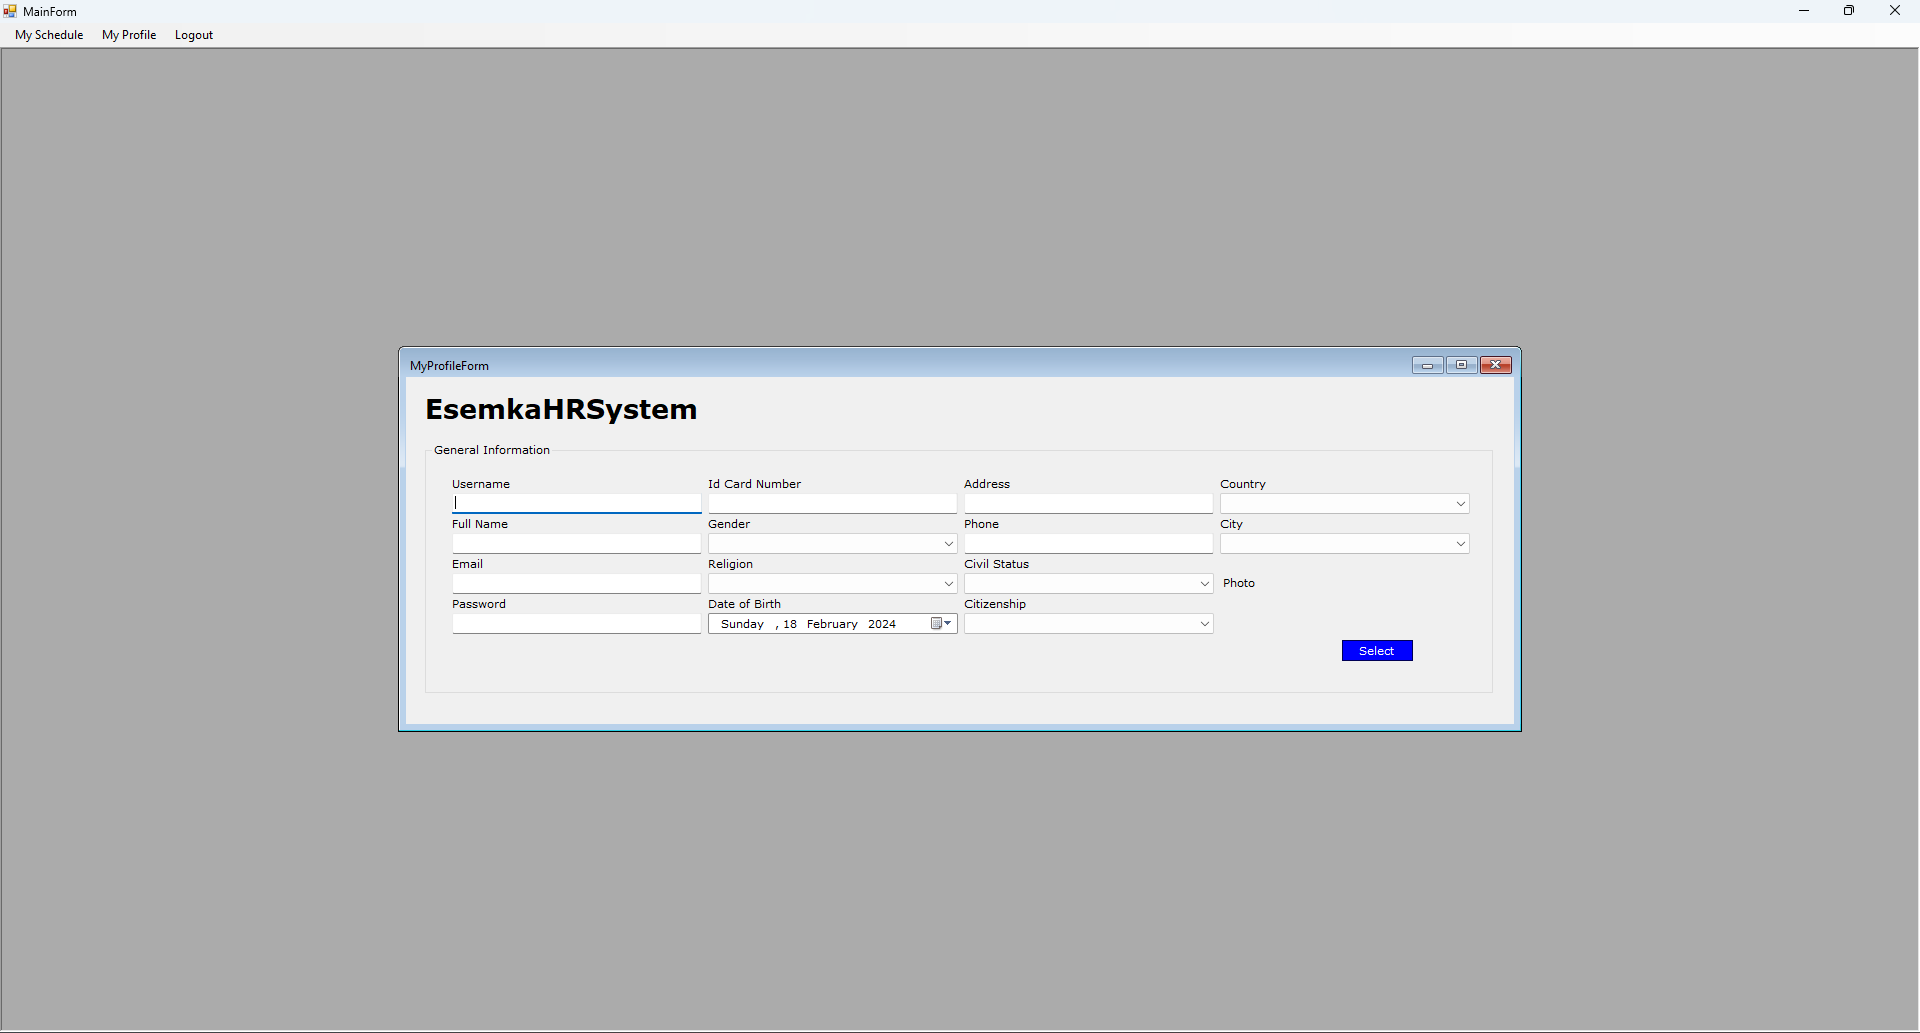 MainForm
My Schedule My Profile Logout
MyProfileForm
EsemkaHRSystem
General Information
Username Id Card Number Address Country
Full Name Gender Phone City
Email Religion Civil Status
Photo
Password Date of Birth Citizenship
Sunday , 18 February 2024
Select